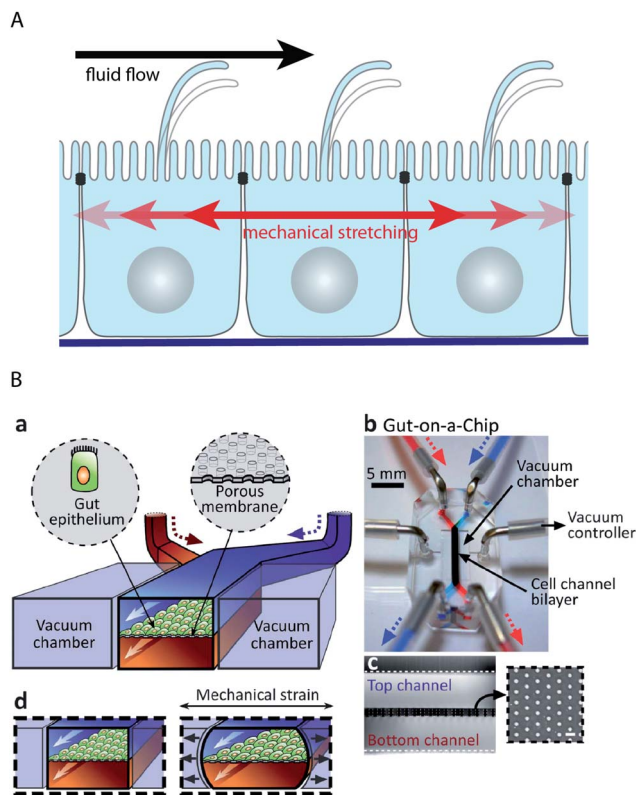 A
fluid flow
mechanical stretching
B
a
Gut
epithelium
Porous
membrane
Vacuum
chamber
Vacuum
chamber
b Gut-on-a-Chip
5 mm
Vacuum
chamber
Vacuum
controller
Cell channel
bilayer
c
Top channel
Bottom channel
d
Mechanical strain